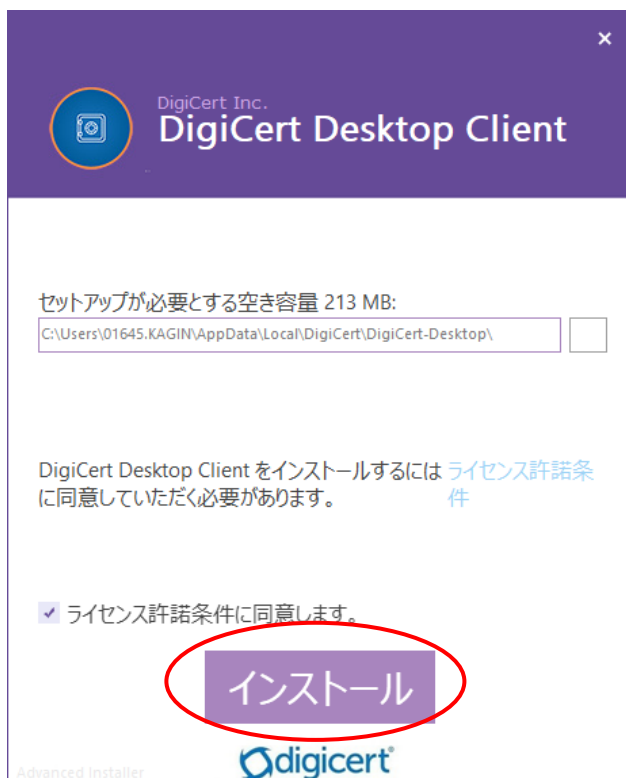 ×
DigiCert Inc.
DigiCert Desktop Client
セットアップが必要とする空き容量 213 MB:
C:\Users\01645.KAGIN\AppData\Local\DigiCert\DigiCert-Desktop\
DigiCert Desktop Client をインストールするには ライセンス許諾条
に同意していただく必要があります。 件
ライセンス許諾条件に同意します。
インストール
digicert®
Advanced Installer